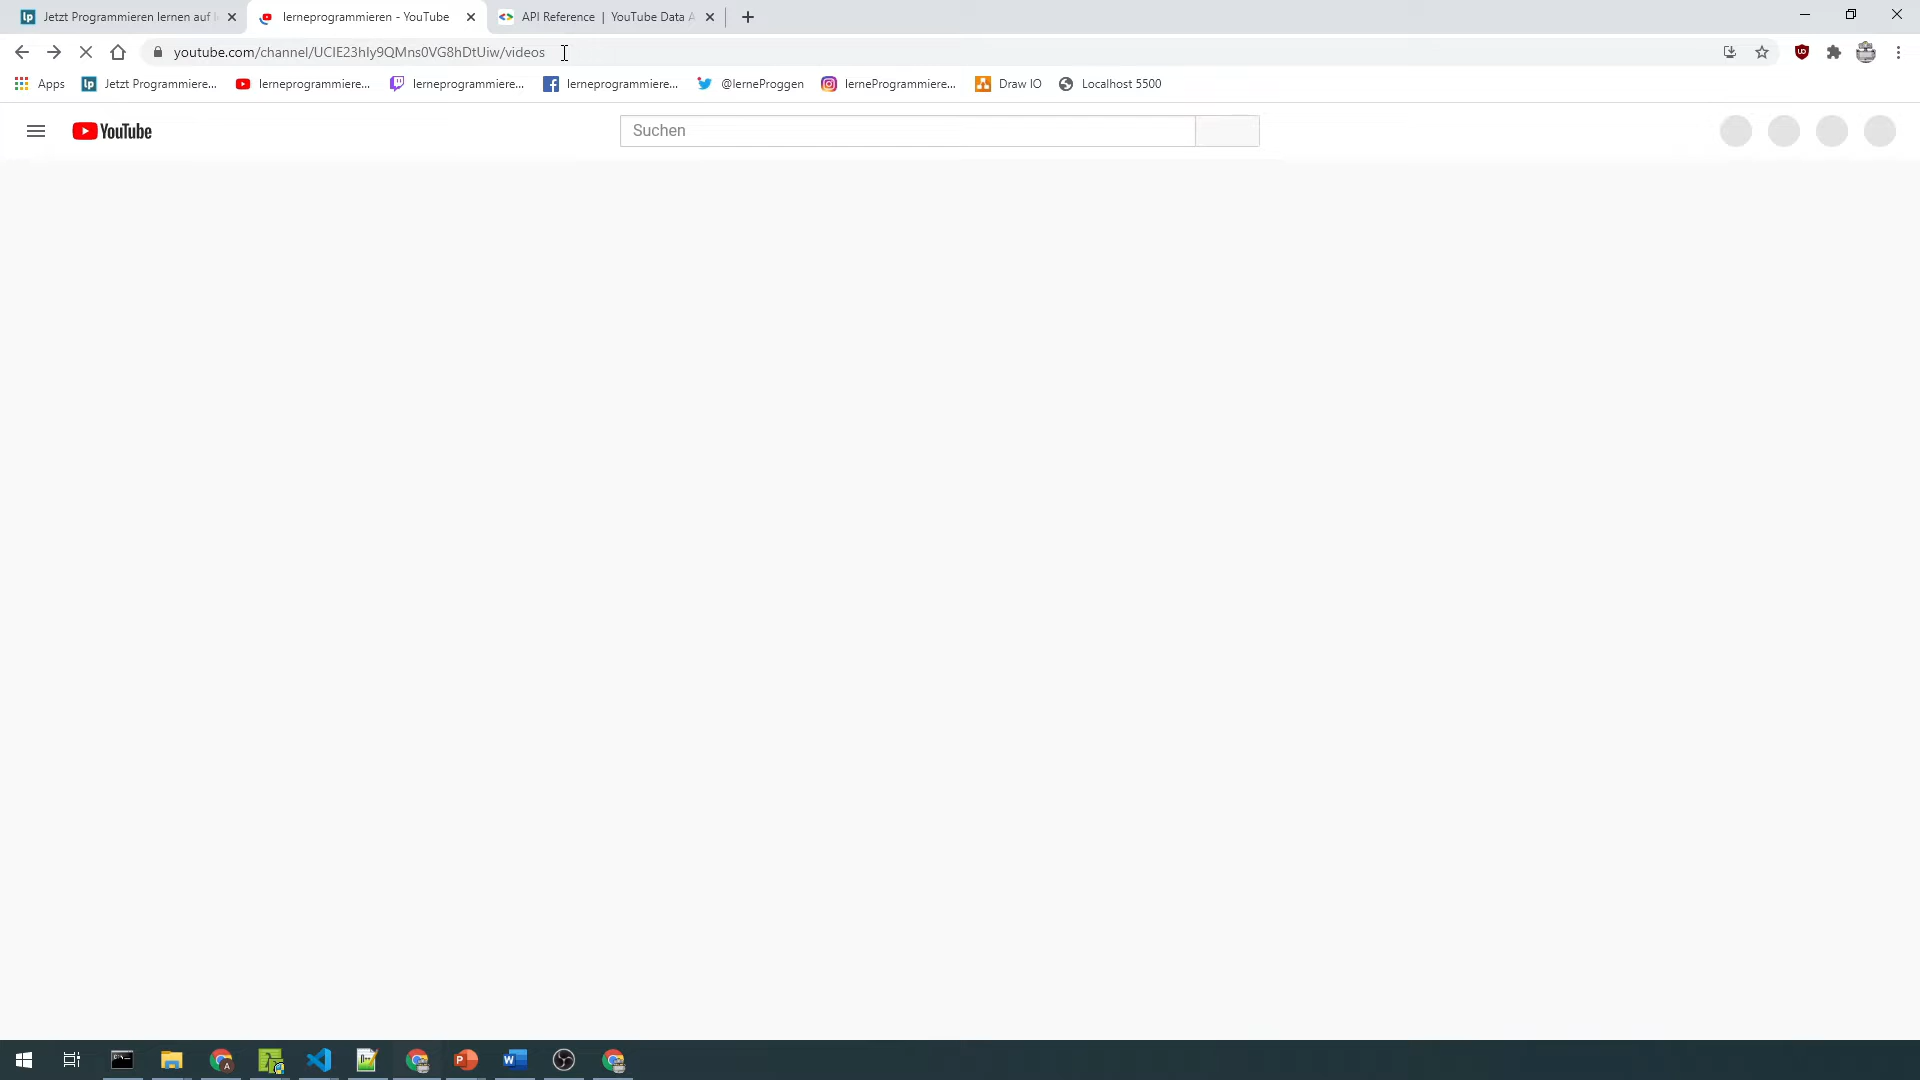 Jetzt Programmieren lernen auf
lerneprogrammieren - YouTube
API Reference | YouTube Data A
youtube.com/channel/UCIE23hIy9QMns0VG8hDtUiw/videos
Apps
Jetzt Programmiere...
lerneprogrammiere...
lerneprogrammiere...
lerneprogrammiere...
@lerneProggen
lerneProgrammiere...
Draw IO
Localhost 5500
YouTube
Suchen